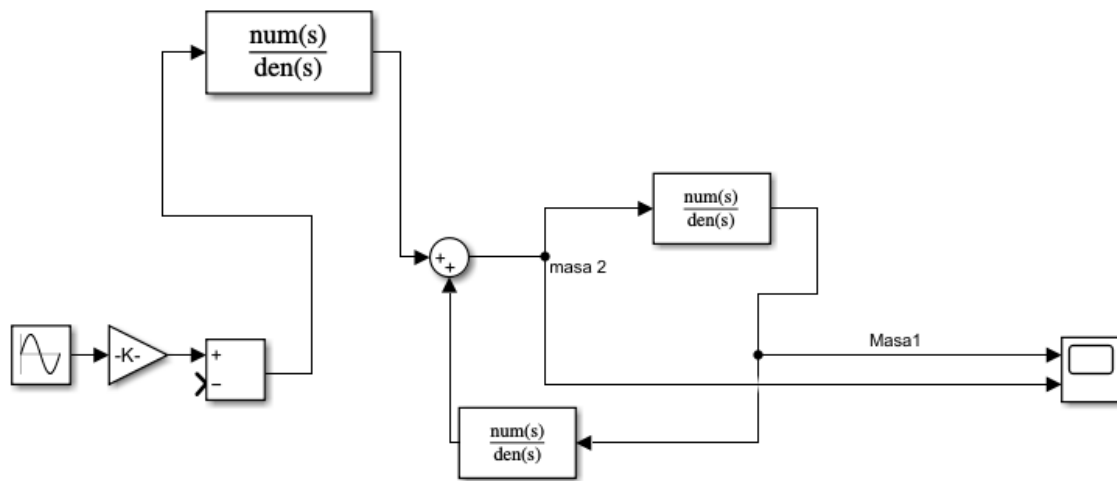 num(s)
den(s)
num(s)
den(s)
+
+
masa 2
Masa1
-K-
+
−
num(s)
den(s)